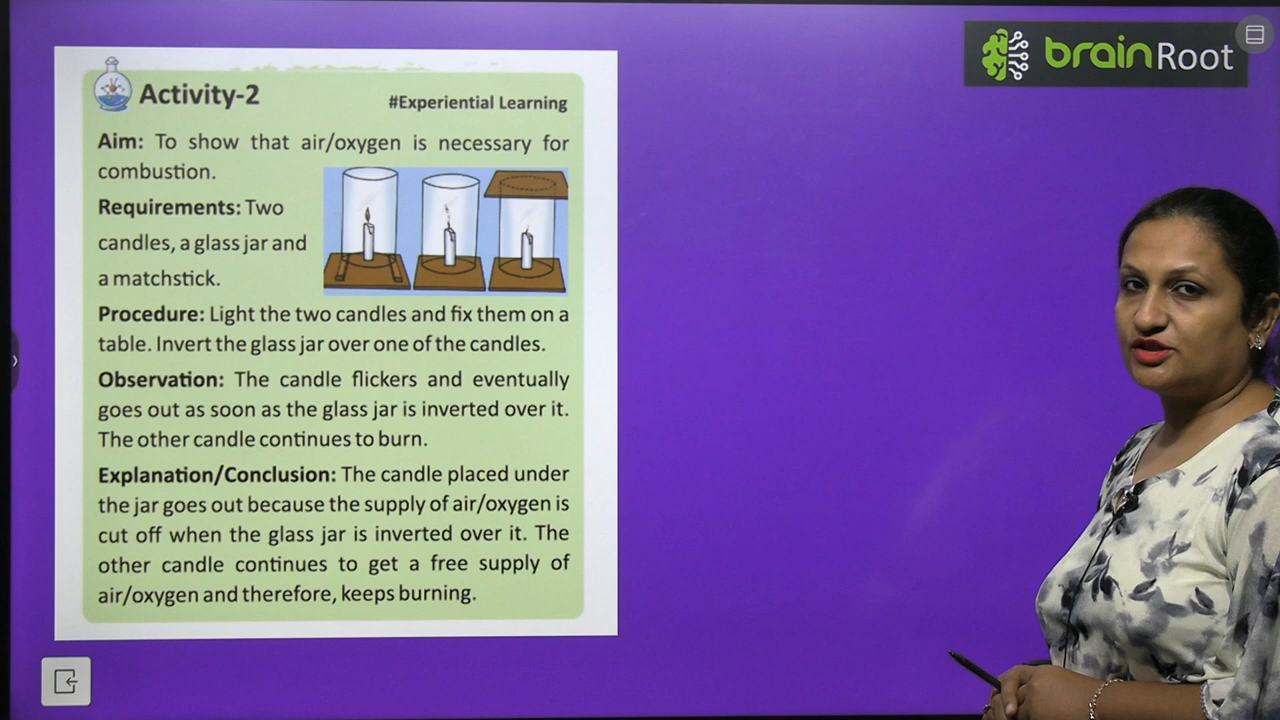 brainRoot
Activity-2
#Experiential Learning
Aim: To show that air/oxygen is necessary for
combustion.
Requirements: Two
candles, a glass jar and
a matchstick.
Procedure: Light the two candles and fix them on a
table. Invert the glass jar over one of the candles.
Observation: The candle flickers and eventually
goes out as soon as the glass jar is inverted over it.
The other candle continues to burn.
Explanation/Conclusion: The candle placed under
the jar goes out because the supply of air/oxygen is
cut off when the glass jar is inverted over it. The
other candle continues to get a free supply of
air/oxygen and therefore, keeps burning.